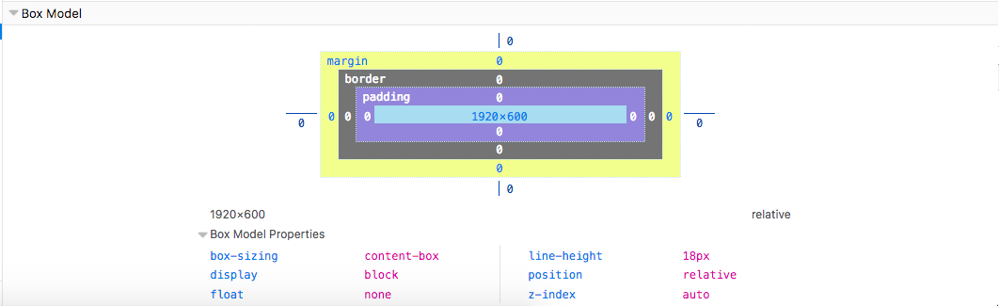 Box Model
0
margin 0
border 0
padding 0
0 0 0 0 1920×600 0 0 0 0
0
0
0
0
1920×600 relative
Box Model Properties
box-sizing content-box line-height 18px
display block position relative
float none z-index auto